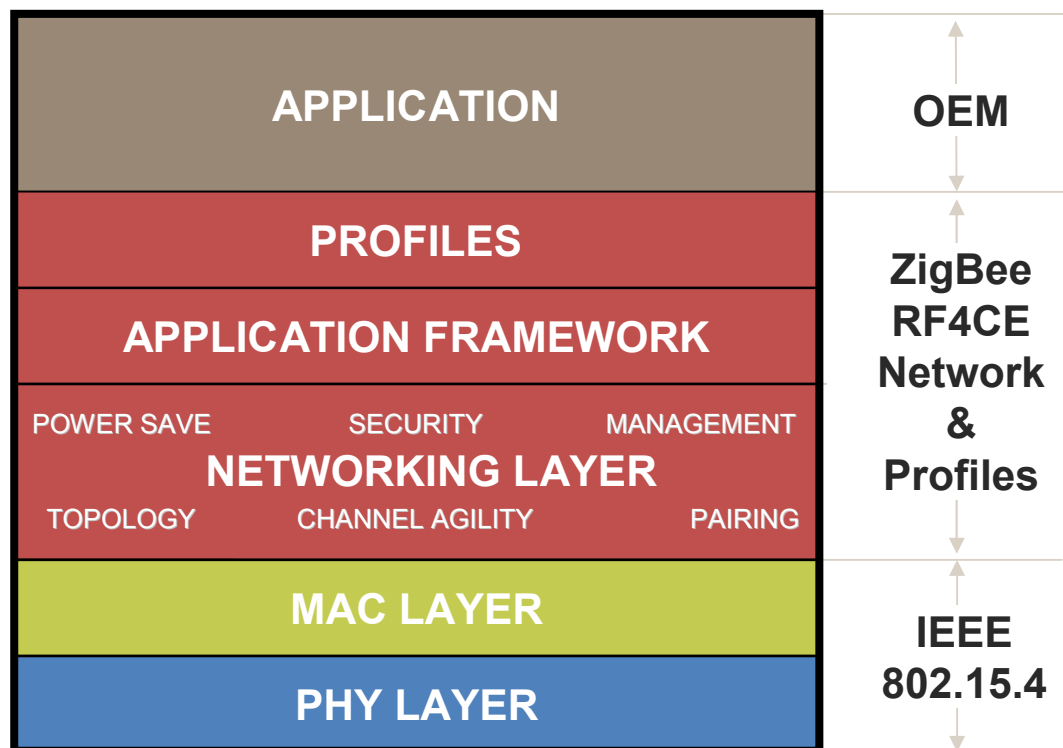 APPLICATION
OEM
PROFILES
APPLICATION FRAMEWORK
POWER SAVE SECURITY MANAGEMENT
NETWORKING LAYER
TOPOLOGY CHANNEL AGILITY PAIRING
ZigBee
RF4CE
Network
&
Profiles
MAC LAYER
PHY LAYER
IEEE
802.15.4